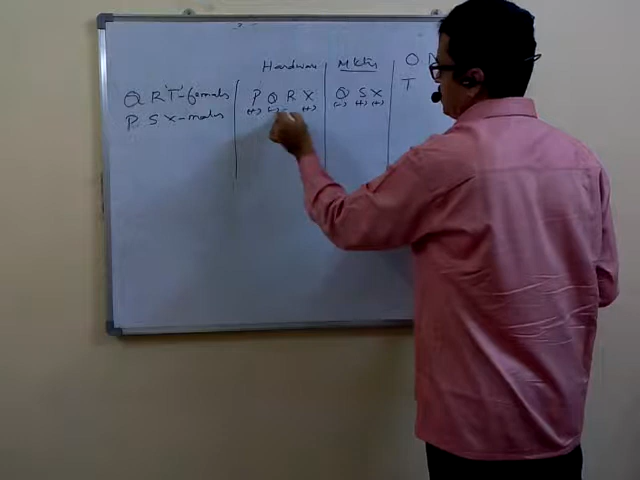 Hardware
Mktg
Q R T - females
P S X - males
P Q R X
(+) (-) - (+)
Q S X
(-) (+) (+)
O
T